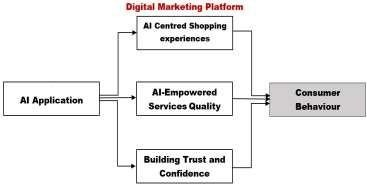 Digital Marketing Platform
AI Centred Shopping
experiences
AI Application
AI-Empowered
Services Quality
Consumer
Behaviour
Building Trust and
Confidence